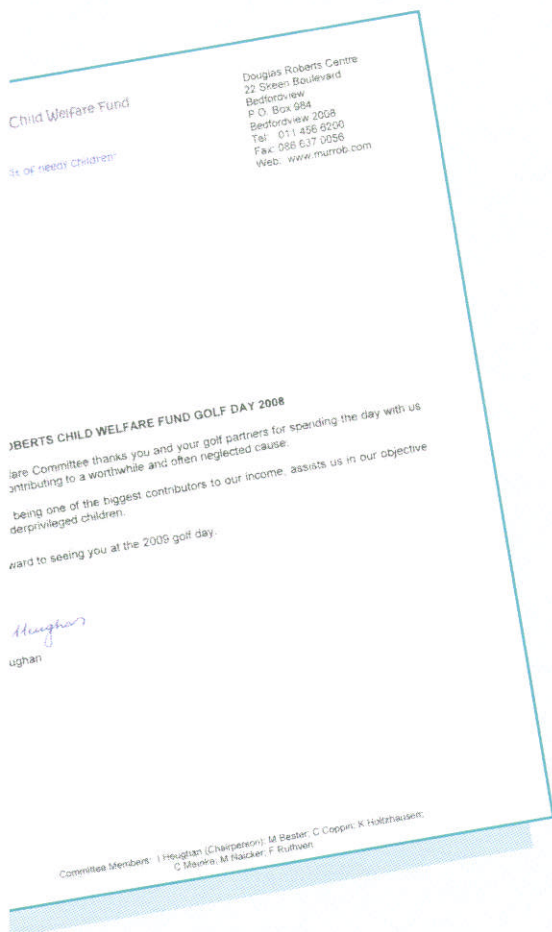 Child Welfare Fund
of needy children"
Douglas Roberts Centre
22 Skeen Boulevard
Bedfordview
P.O. Box 984
Bedfordview 2008
Tel: 011 456 6200
Fax: 086 637 0056
Web: www.murrob.com
OBERTS CHILD WELFARE FUND GOLF DAY 2008
are Committee thanks you and your golf partners for spending the day with us
ontributing to a worthwhile and often neglected cause.
being one of the biggest contributors to our income, assists us in our objective
derprivileged children.
ward to seeing you at the 2009 golf day.
Heughan
ughan
Committee Members: I Heughan (Chairperson); M Bester; C Coppin; K Holtzhausen;
C Meinke; M Naicker; F Ruthven